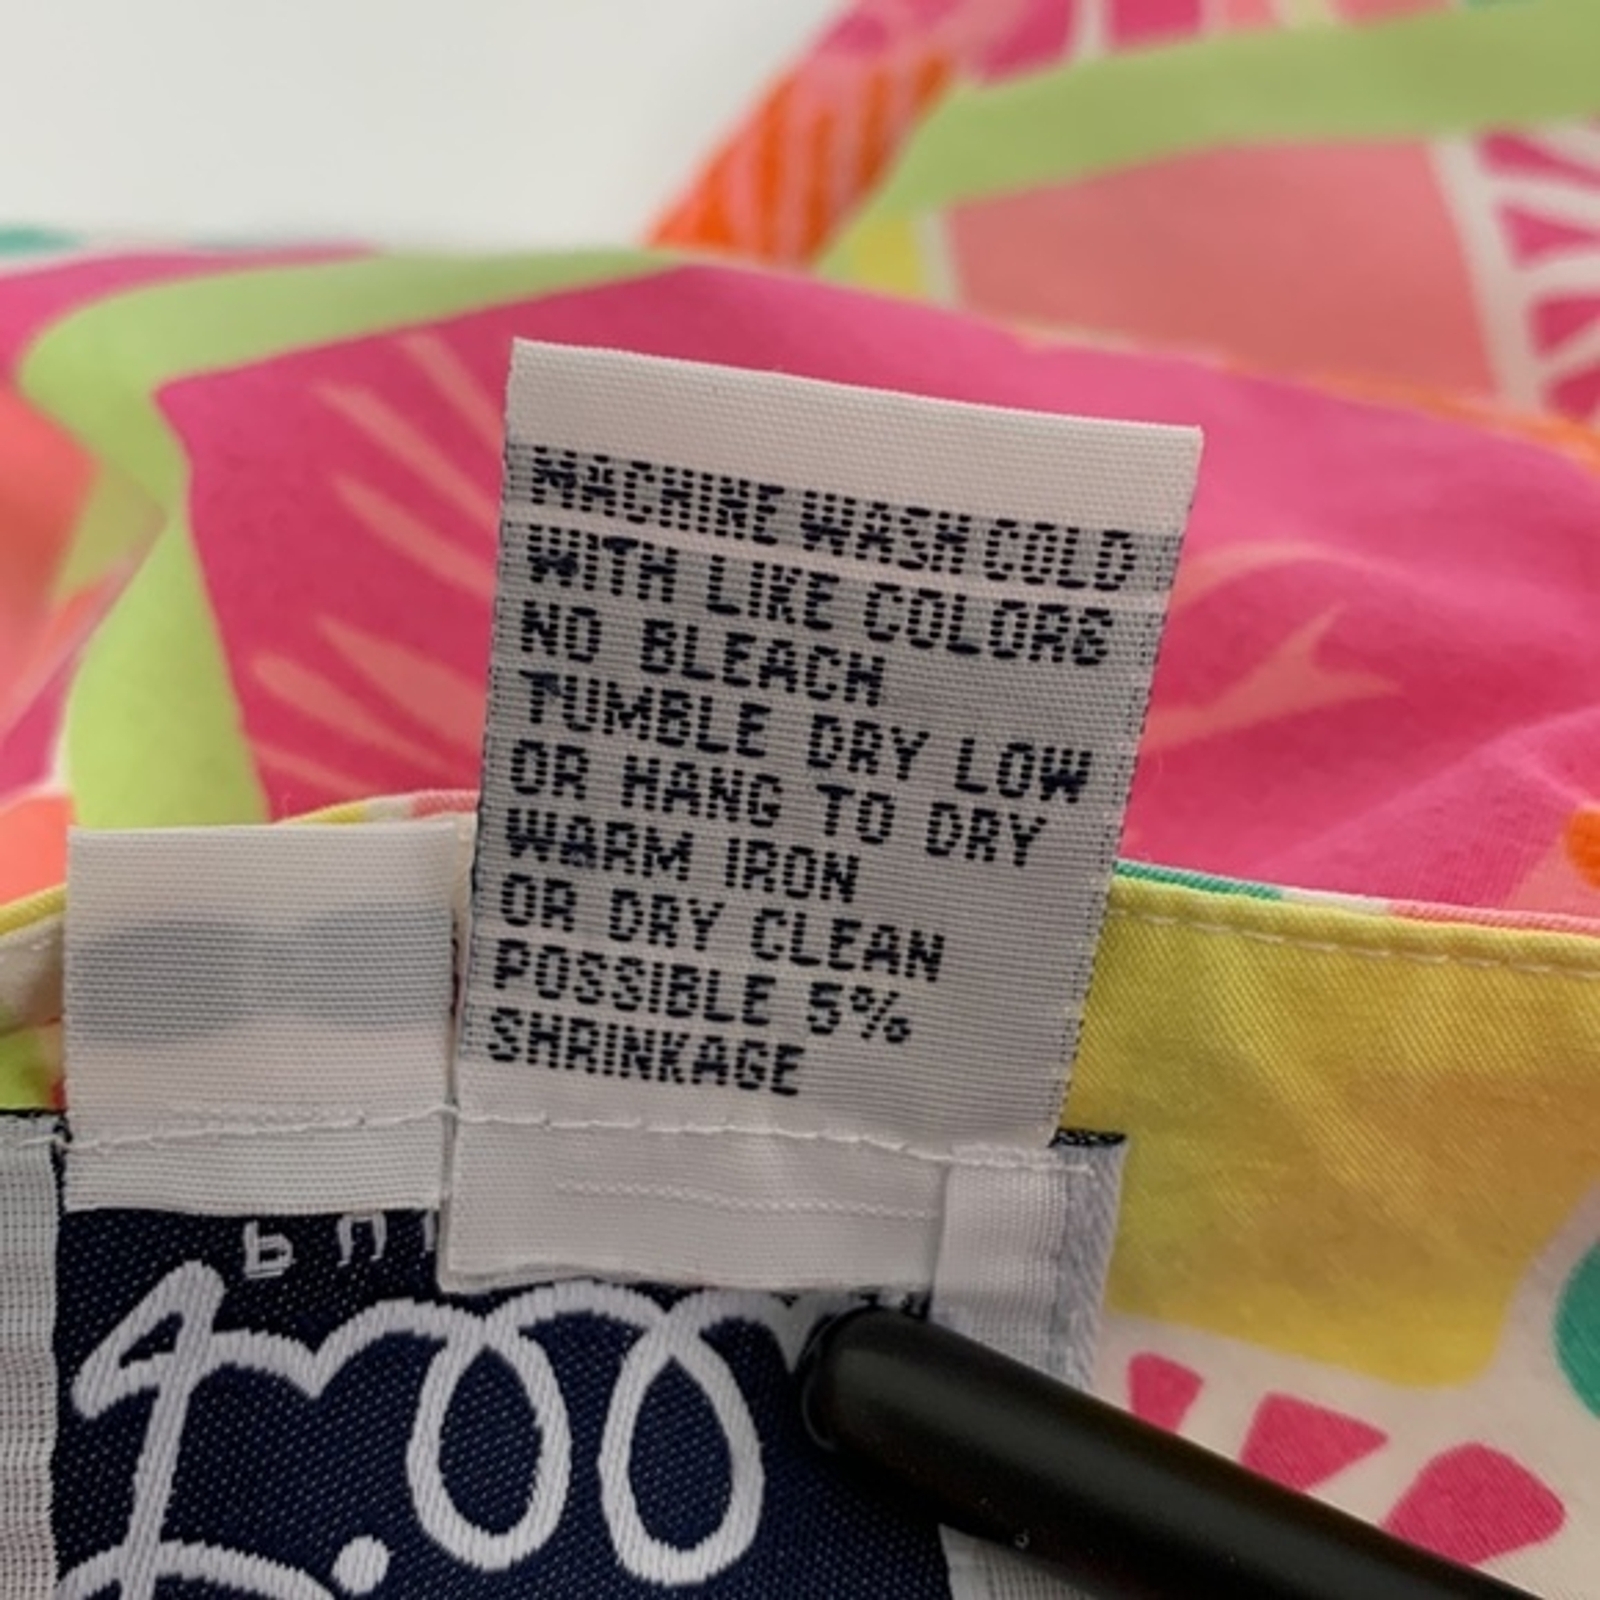 MACHINE WASH COLD
WITH LIKE COLORS
NO BLEACH
TUMBLE DRY LOW
OR HANG TO DRY
WARM IRON
OR DRY CLEAN
POSSIBLE 5%
SHRINKAGE